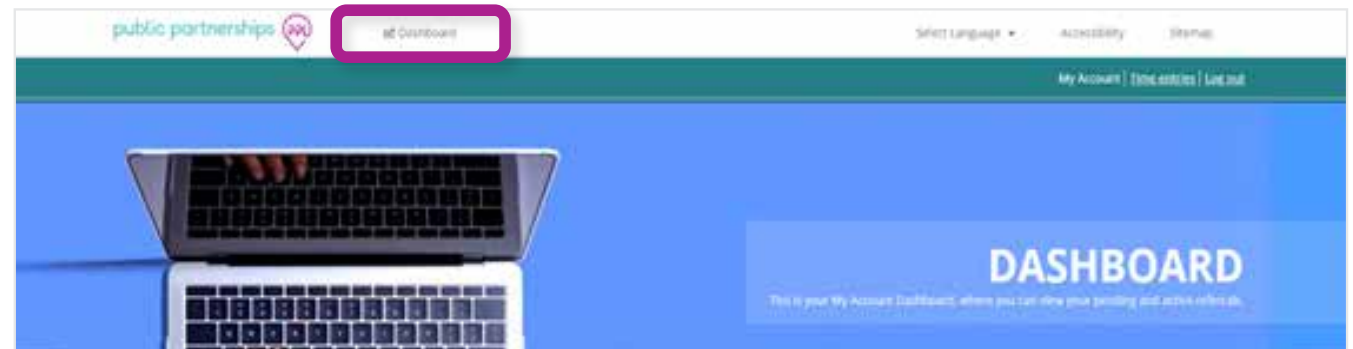 public partnerships ppl
Dashboard
Select Language
Accessibility
Sitemap
My Account | Time entries | Log out
DASHBOARD
This is your My Account Dashboard, where you can view your pending and active referrals.